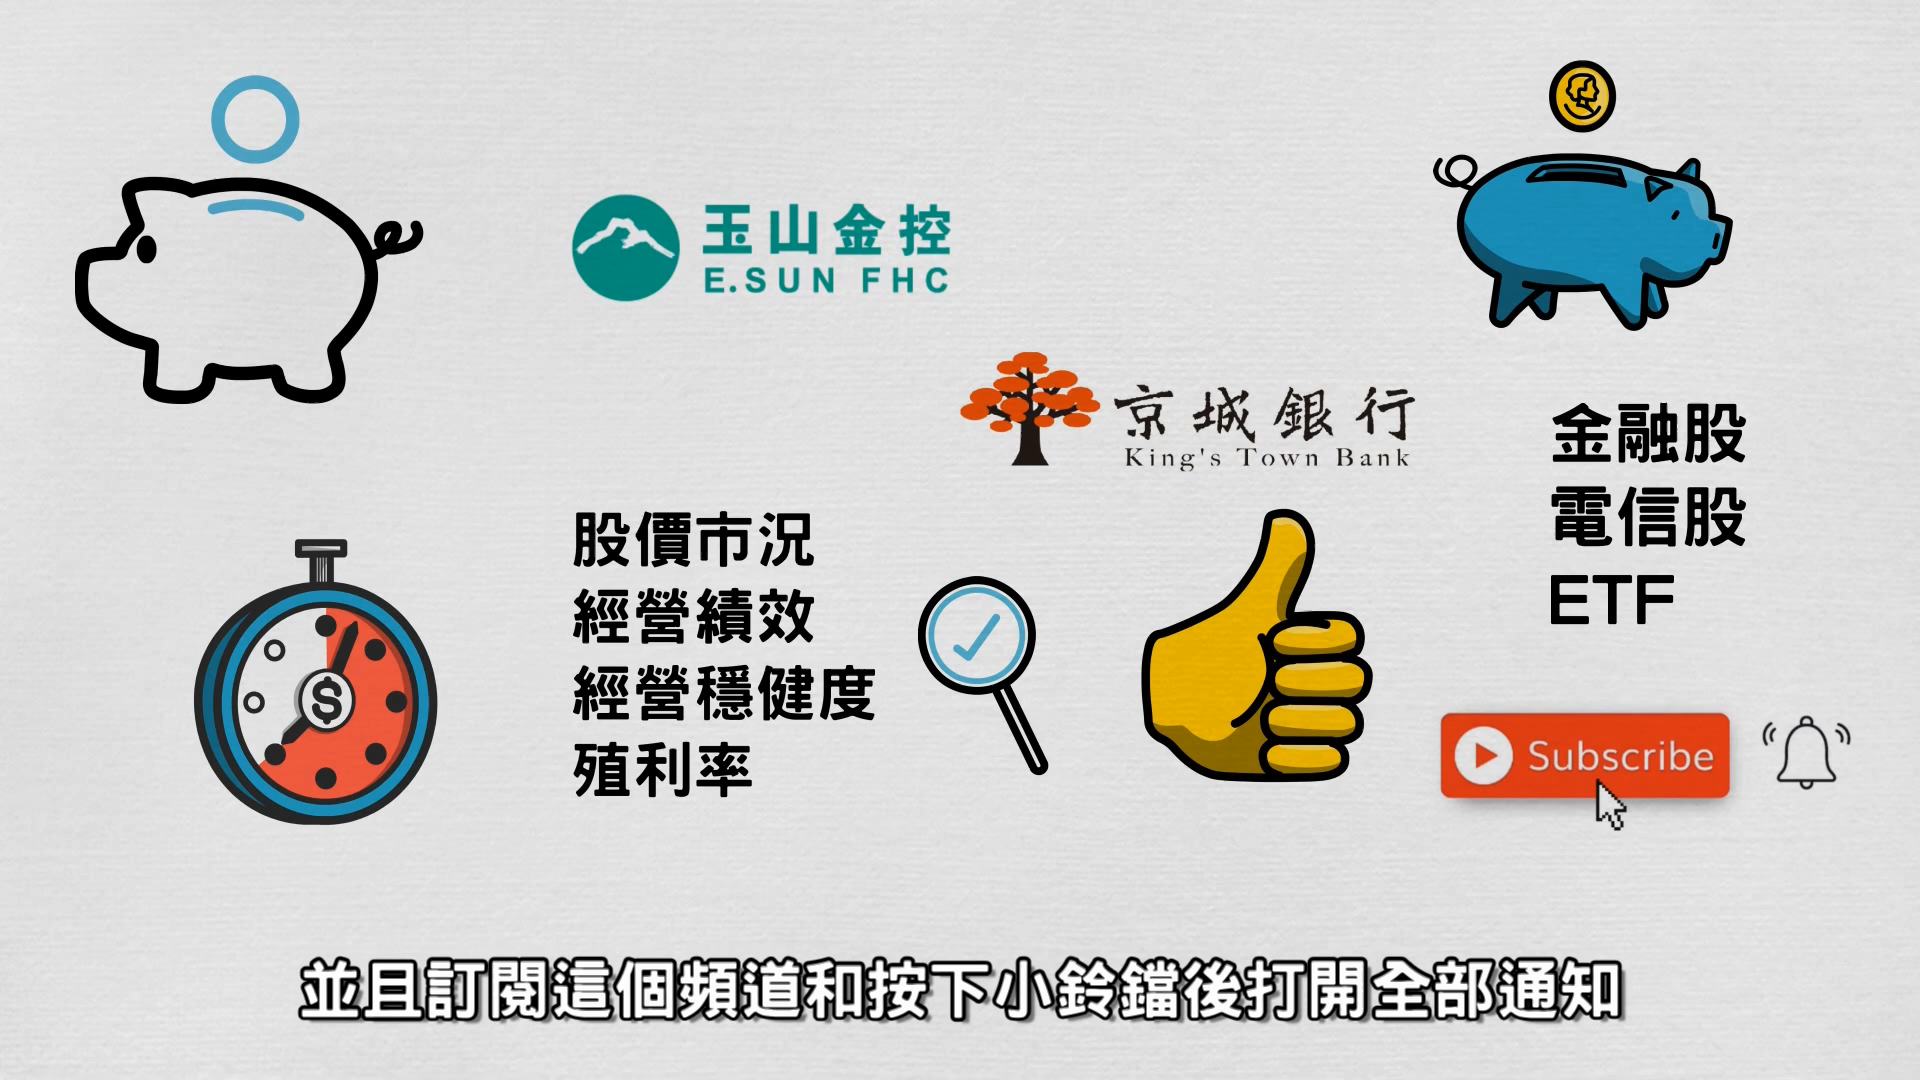 玉山金控
E.SUN FHC
京城銀行
King's Town Bank
金融股
電信股
ETF
股價市況
經營績效
經營穩健度
殖利率
$
Subscribe
並且訂閱這個頻道和按下小鈴鐺後打開全部通知